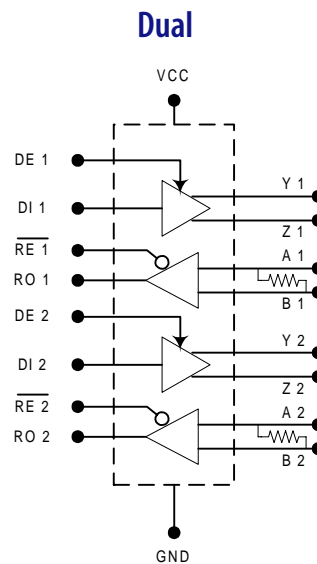 Dual
VCC
DE 1
Y 1
DI 1
Z 1
RE 1
A 1
RO 1
B 1
DE 2
Y 2
DI 2
Z 2
RE 2
A 2
RO 2
B 2
GND